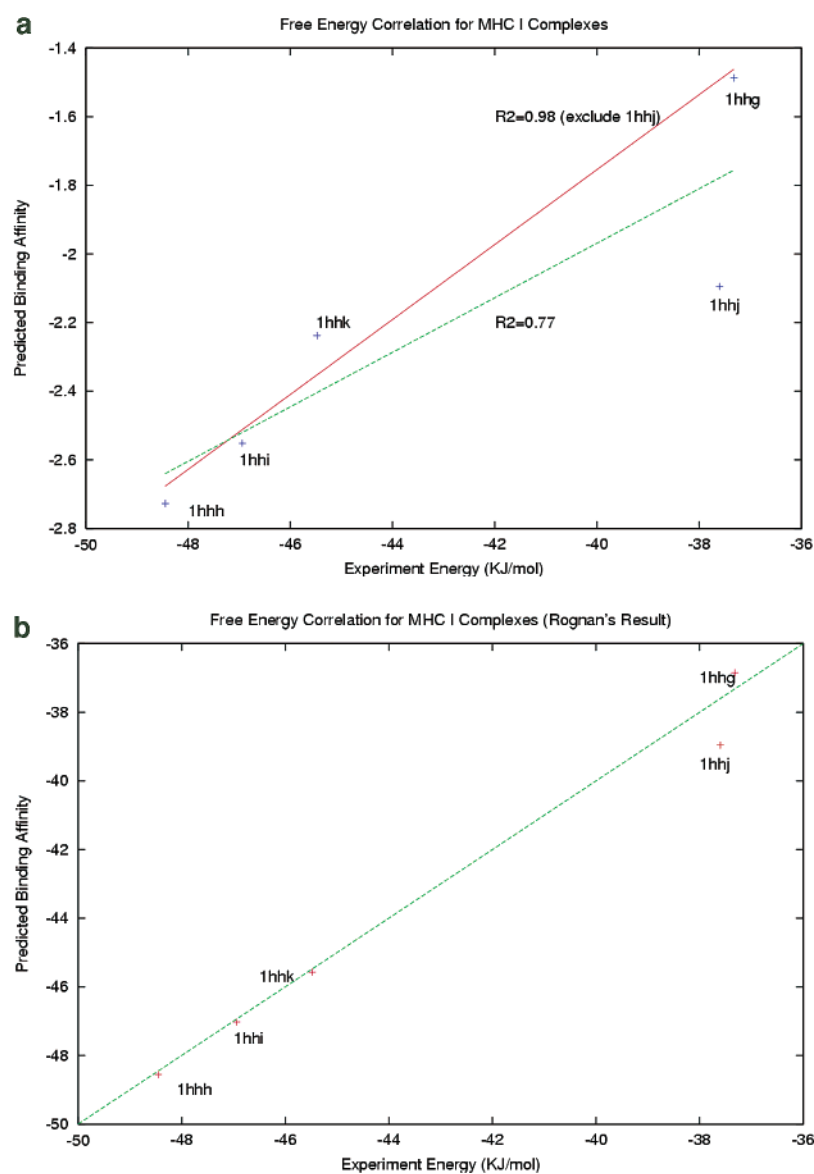 a
Free Energy Correlation for MHC I Complexes
-1.4
-1.6
-1.8
-2
-2.2
-2.4
-2.6
-2.8
Predicted Binding Affinity
1hhg
R2=0.98 (exclude 1hhj)
1hhj
1hhk
R2=0.77
1hhi
1hhh
-50 -48 -46 -44 -42 -40 -38 -36
Experiment Energy (KJ/mol)
b
Free Energy Correlation for MHC I Complexes (Rognan's Result)
-36
-38
-40
-42
-44
-46
-48
-50
Predicted Binding Affinity
1hhg
1hhj
1hhk
1hhi
1hhh
-50 -48 -46 -44 -42 -40 -38 -36
Experiment Energy (KJ/mol)